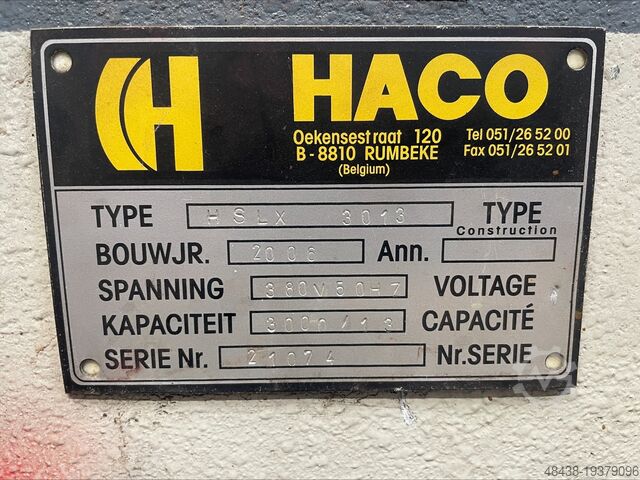 H HACO
Oekensestraat 120 Tel 051/26 52 00
B-8810 RUMBEKE Fax 051/26 52 01
(Belgium)
TYPE HSLX 3013 TYPE
BOUWJR. 2006 Ann. Construction
SPANNING 380V50HZ VOLTAGE
KAPACITEIT 3000/13 CAPACITÉ
SERIE Nr. 21074 Nr. SERIE
48438-19379096